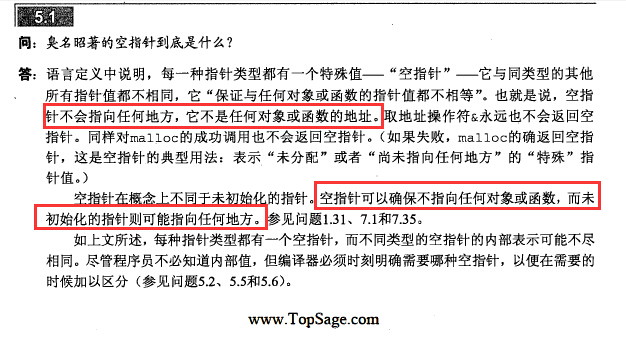 5.1
问：臭名昭著的空指针到底是什么？
答：语言定义中说明，每一种指针类型都有一个特殊值——“空指针”——它与同类型的其他
所有指针值都不相同，它“保证与任何对象或函数的指针值都不相等”。也就是说，空指
针不会指向任何地方，它不是任何对象或函数的地址。取地址操作符&永远也不会返回空
指针。同样对malloc的成功调用也不会返回空指针。（如果失败，malloc的确返回空指
针，这是空指针的典型用法：表示“未分配”或者“尚未指向任何地方”的“特殊”指
针值。）
空指针在概念上不同于未初始化的指针。空指针可以确保不指向任何对象或函数，而未
初始化的指针则可能指向任何地方。参见问题1.31、7.1和7.35。
如上文所述，每种指针类型都有一个空指针，而不同类型的空指针的内部表示可能不尽
相同。尽管程序员不必知道内部值，但编译器必须时刻明确需要哪种空指针，以便在需要的
时候加以区分（参见问题5.2、5.5和5.6）。
www.TopSage.com